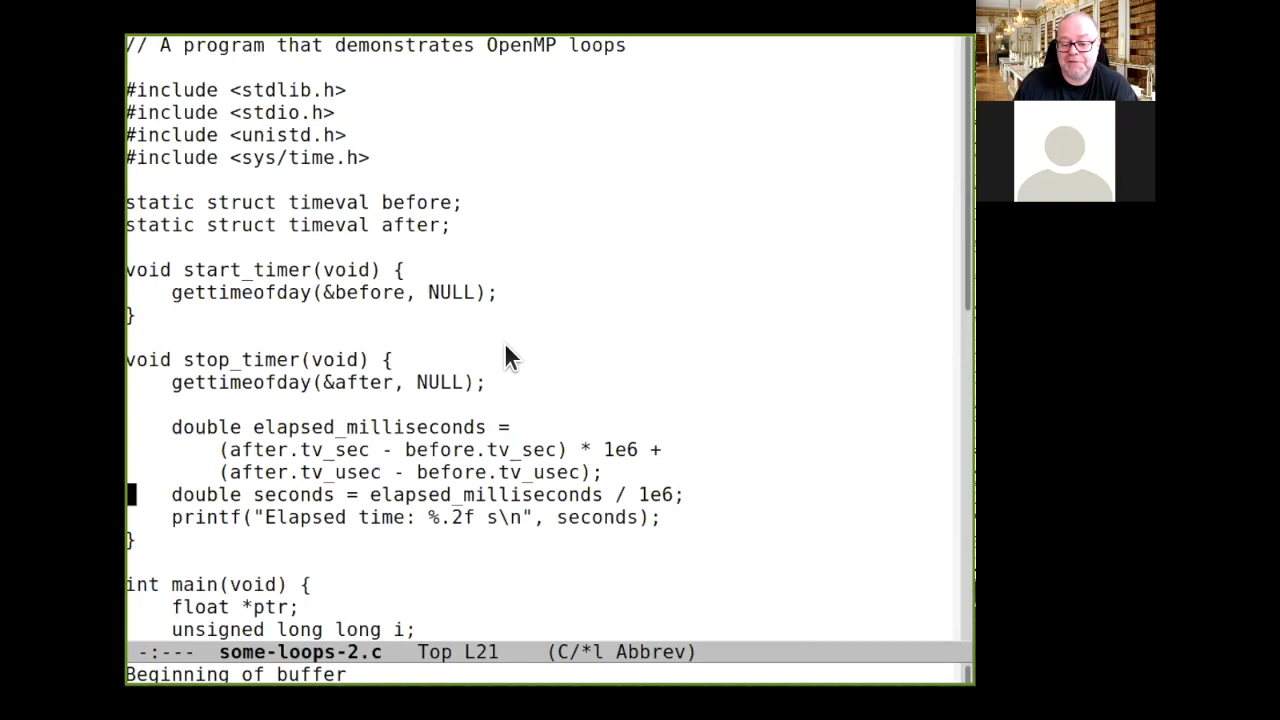 // A program that demonstrates OpenMP loops
#include <stdlib.h>
#include <stdio.h>
#include <unistd.h>
#include <sys/time.h>
static struct timeval before;
static struct timeval after;
void start_timer(void) {
    gettimeofday(&before, NULL);
}
void stop_timer(void) {
    gettimeofday(&after, NULL);
    double elapsed_milliseconds =
        (after.tv_sec - before.tv_sec) * 1e6 +
        (after.tv_usec - before.tv_usec);
    double seconds = elapsed_milliseconds / 1e6;
    printf("Elapsed time: %.2f s\n", seconds);
}
int main(void) {
    float *ptr;
    unsigned long long i;
-:--- some-loops-2.c Top L21 (C/*l Abbrev)
Beginning of buffer